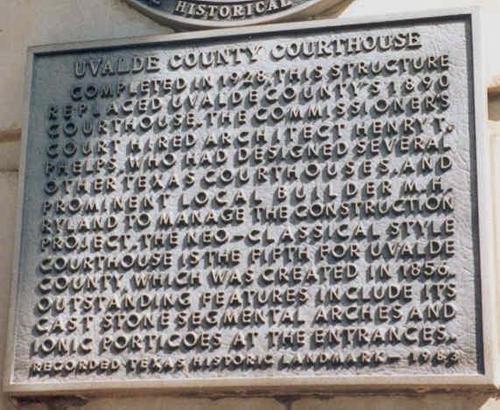 HISTORICAL
UVALDE COUNTY COURTHOUSE
COMPLETED IN 1928, THIS STRUCTURE
REPLACED UVALDE COUNTY'S 1890
COURTHOUSE. THE COMMISSIONERS
COURT HIRED ARCHITECT HENRY T.
PHELPS WHO HAD DESIGNED SEVERAL
OTHER TEXAS COURTHOUSES, AND
PROMINENT LOCAL BUILDER M.H.
RYLAND TO MANAGE THE CONSTRUCTION
PROJECT. THE NEO-CLASSICAL STYLE
COURTHOUSE IS THE FIFTH FOR UVALDE
COUNTY WHICH WAS CREATED IN 1856.
OUTSTANDING FEATURES INCLUDE ITS
CAST STONE SEGMENTAL ARCHES AND
IONIC PORTICOES AT THE ENTRANCES.
RECORDED TEXAS HISTORIC LANDMARK - 1983